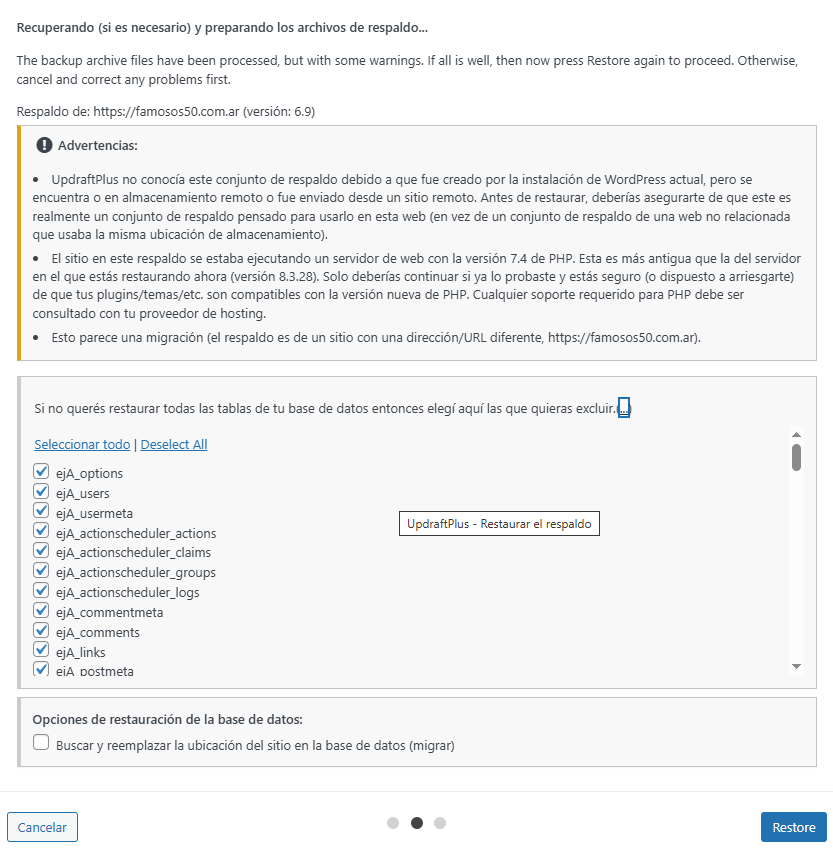 Recuperando (si es necesario) y preparando los archivos de respaldo...
The backup archive files have been processed, but with some warnings. If all is well, then now press Restore again to proceed. Otherwise,
cancel and correct any problems first.
Respaldo de: https://famosos50.com.ar (versión: 6.9)
Advertencias:
• UpdraftPlus no conocía este conjunto de respaldo debido a que fue creado por la instalación de WordPress actual, pero se
encuentra o en almacenamiento remoto o fue enviado desde un sitio remoto. Antes de restaurar, deberías asegurarte de que este es
realmente un conjunto de respaldo pensado para usarlo en esta web (en vez de un conjunto de respaldo de una web no relacionada
que usaba la misma ubicación de almacenamiento).
• El sitio en este respaldo se estaba ejecutando un servidor de web con la versión 7.4 de PHP. Esta es más antigua que la del servidor
en el que estás restaurando ahora (versión 8.3.28). Solo deberías continuar si ya lo probaste y estás seguro (o dispuesto a arriesgarte)
de que tus plugins/temas/etc. son compatibles con la versión nueva de PHP. Cualquier soporte requerido para PHP debe ser
consultado con tu proveedor de hosting.
• Esto parece una migración (el respaldo es de un sitio con una dirección/URL diferente, https://famosos50.com.ar).
Si no querés restaurar todas las tablas de tu base de datos entonces elegí aquí las que quieras excluir.(...)
Seleccionar todo | Deselect All
ejA_options
ejA_users
ejA_usermeta
ejA_actionscheduler_actions
UpdraftPlus - Restaurar el respaldo
ejA_actionscheduler_claims
ejA_actionscheduler_groups
ejA_actionscheduler_logs
ejA_commentmeta
ejA_comments
ejA_links
ejA_postmeta
Opciones de restauración de la base de datos:
Buscar y reemplazar la ubicación del sitio en la base de datos (migrar)
Cancelar
Restore